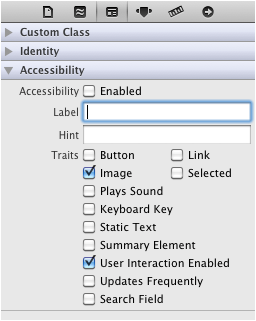 Custom Class
Identity
Accessibility
Accessibility Enabled
Label
Hint
Traits Button Link
Image Selected
Plays Sound
Keyboard Key
Static Text
Summary Element
User Interaction Enabled
Updates Frequently
Search Field